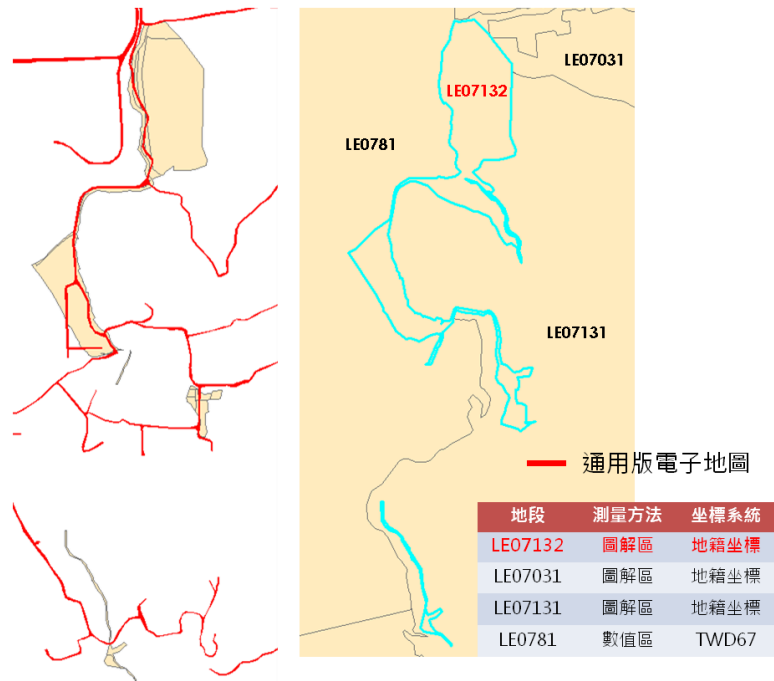 LE07031
LE07132
LE0781
LE07131
通用版電子地圖
地段 測量方法 坐標系統
LE07132 圖解區 地籍坐標
LE07031 圖解區 地籍坐標
LE07131 圖解區 地籍坐標
LE0781 數值區 TWD67